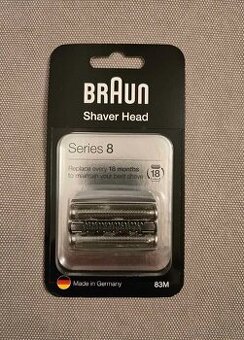 BRAUN
Shaver Head
Series 8
Replace every 18 months
to maintain your best shave
18
Made in Germany
83M